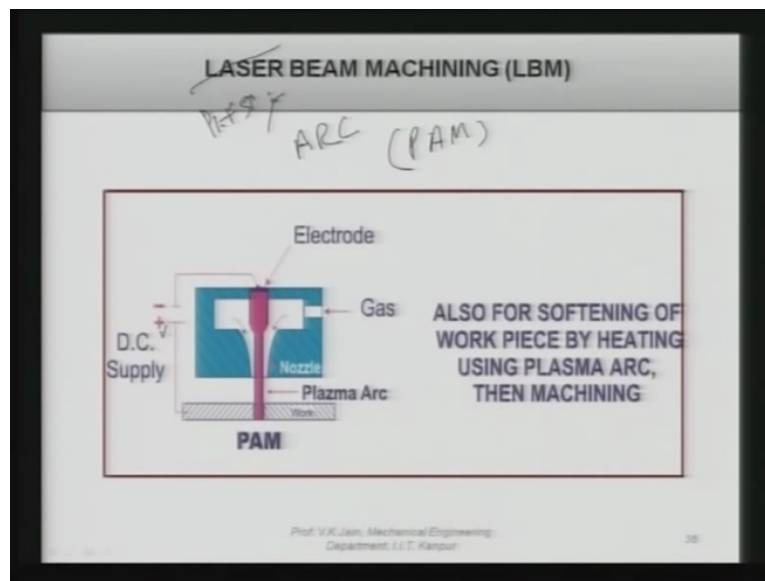 LASER BEAM MACHINING (LBM)
ARC (PAM)
Electrode
Gas
-
+
D.C.
Supply
Nozzle
Plazma Arc
Work
PAM
ALSO FOR SOFTENING OF
WORK PIECE BY HEATING
USING PLASMA ARC,
THEN MACHINING
Prof. V.K.Jain, Mechanical Engineering
Department, I.I.T. Kanpur